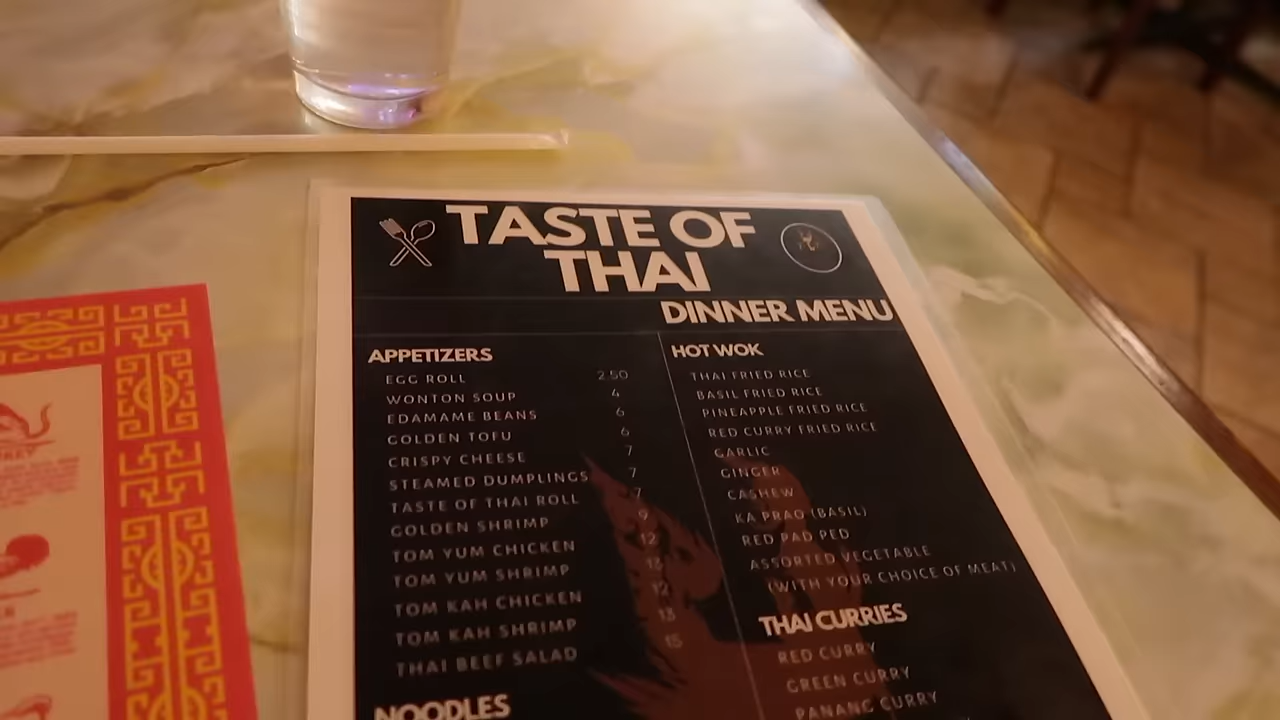 TASTE OF
THAI
DINNER MENU
APPETIZERS
EGG ROLL 2.50
WONTON SOUP 4
EDAMAME BEANS 6
GOLDEN TOFU 6
CRISPY CHEESE 7
STEAMED DUMPLINGS 7
TASTE OF THAI ROLL 7
GOLDEN SHRIMP 9
TOM YUM CHICKEN 12
TOM YUM SHRIMP 13
TOM KAH CHICKEN 12
TOM KAH SHRIMP 13
THAI BEEF SALAD 15
NOODLES
HOT WOK
THAI FRIED RICE
BASIL FRIED RICE
PINEAPPLE FRIED RICE
RED CURRY FRIED RICE
GARLIC
GINGER
CASHEW
KA PRAO (BASIL)
RED PAD PED
ASSORTED VEGETABLE
(WITH YOUR CHOICE OF MEAT)
THAI CURRIES
RED CURRY
GREEN CURRY
PANANG CURRY